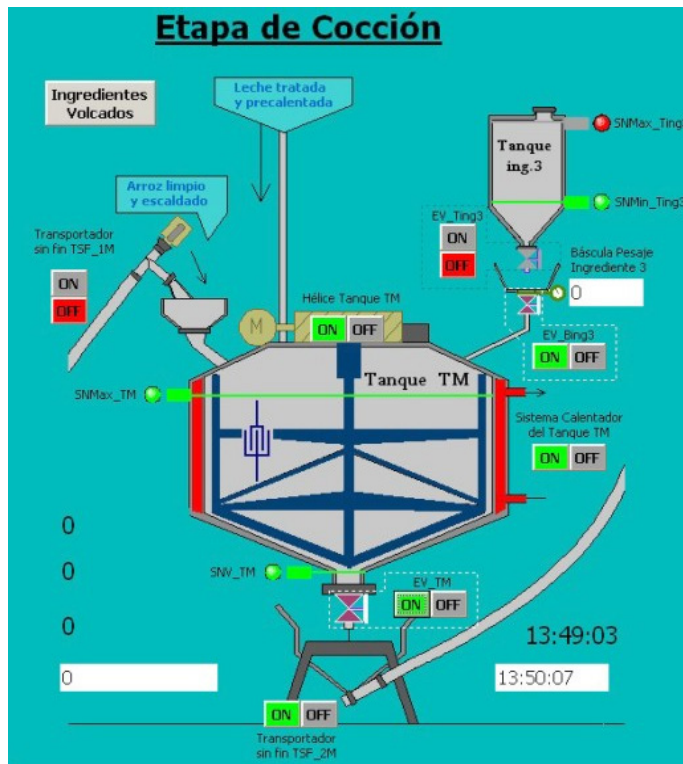 Etapa de Cocción
Ingredientes
Volcados
Leche tratada
y precalentada
SNMax_Ting
Tanque
ing.3
Arroz limpio
y escaldado
SNMin_Ting3
EV_Ting3
ON
OFF
Transportador
sin fin TSF_1M
ON
OFF
Báscula Pesaje
Ingrediente 3
0
Hélice Tanque TM
M
ON OFF
EV_Bing3
ON OFF
Tanque TM
SNMax_TM
Sistema Calentador
del Tanque TM
ON OFF
0
0
SNV_TM
EV_TM
ON OFF
0
13:49:03
0
13:50:07
ON OFF
Transportador
sin fin TSF_2M